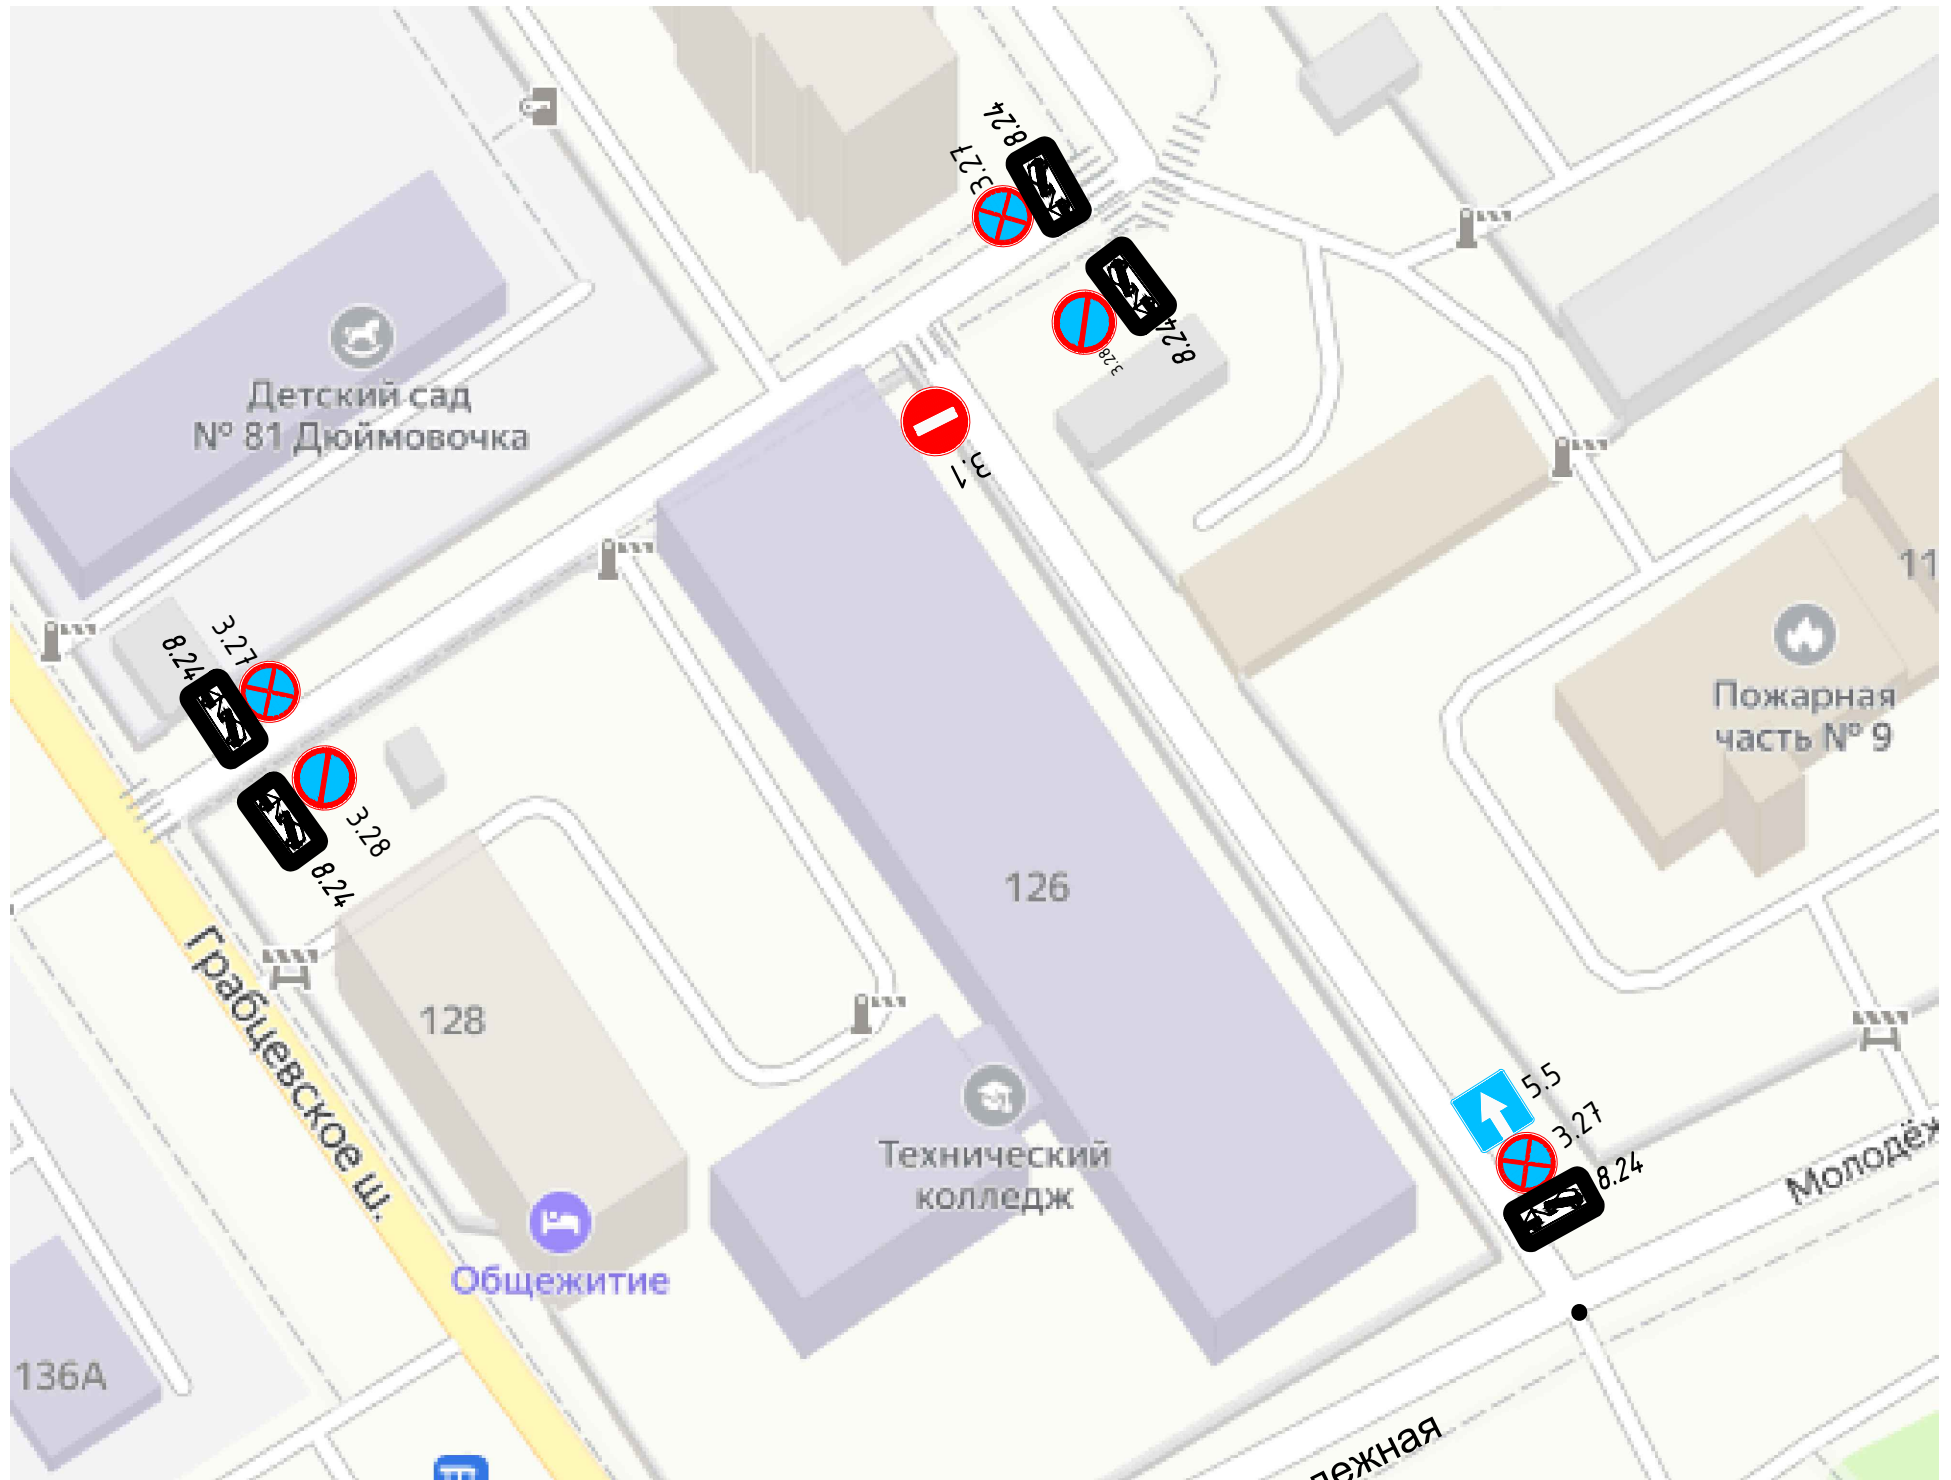 8.24
3.27
Детский сад
№ 81 Дюймовочка
3.28
8.24
3.1
11
3.27
8.24
Пожарная
часть № 9
3.28
8.24
126
128
Грабцевское ш.
5.5
3.27
8.24
Технический
колледж
Молодёж
Общежитие
136А
лежная